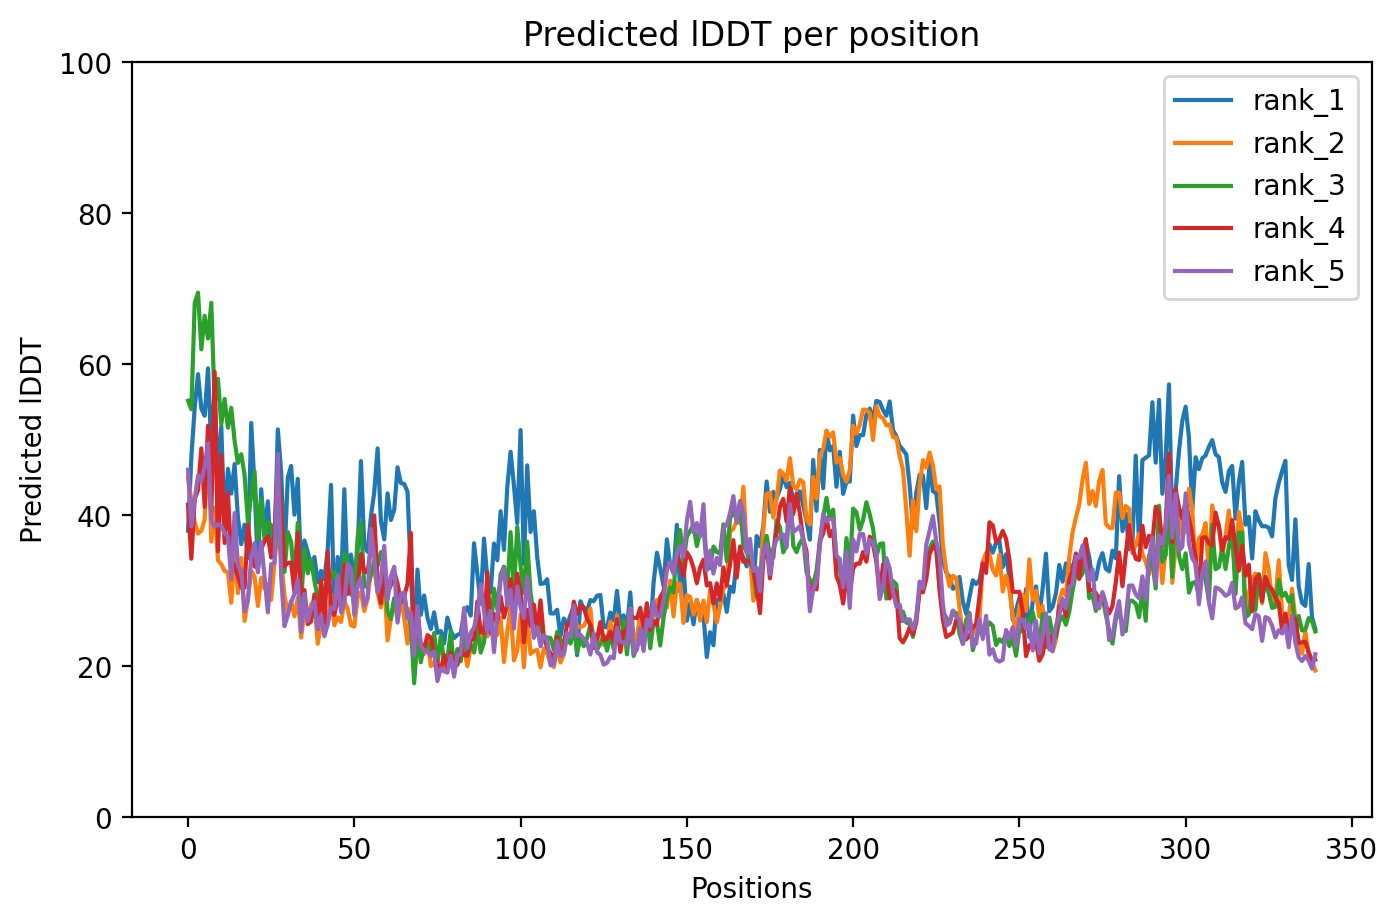 Predicted lDDT per position
100
80
60
40
20
0
Predicted lDDT
0 50 100 150 200 250 300 350
Positions
rank_1
rank_2
rank_3
rank_4
rank_5